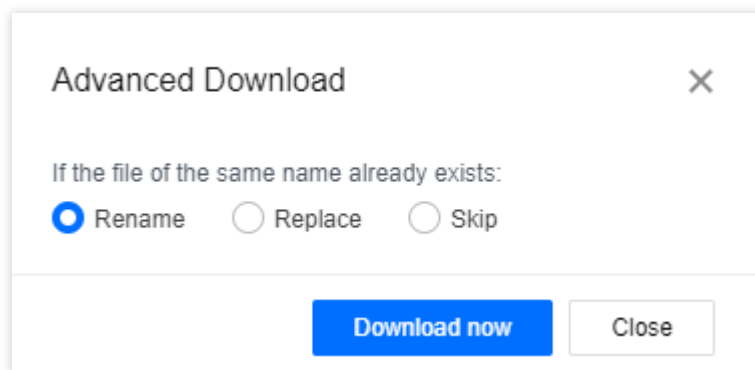 Advanced Download
If the file of the same name already exists:
Rename Replace Skip
Download now Close